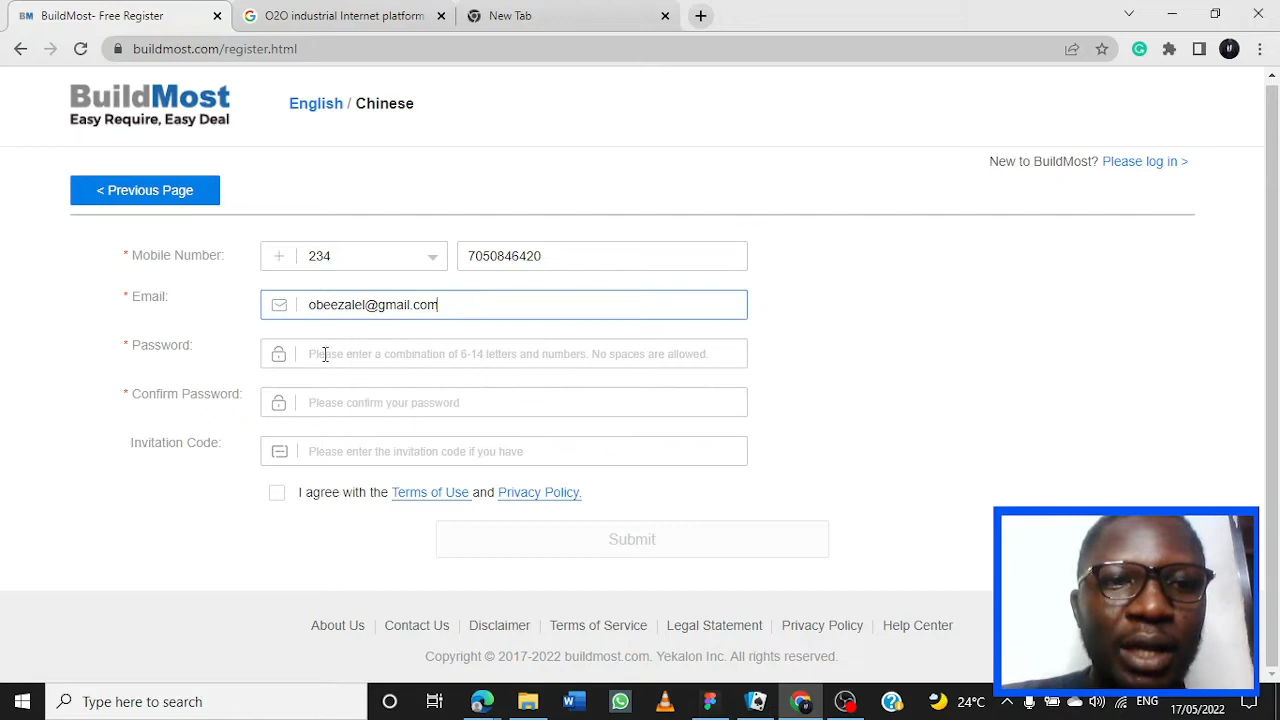 BM BuildMost- Free Register
O2O industrial Internet platform
New Tab
buildmost.com/register.html
BuildMost
Easy Require, Easy Deal
English / Chinese
New to BuildMost? Please log in >
< Previous Page
* Mobile Number:
+ 234
7050846420
* Email:
obeezalel@gmail.com
* Password:
Please enter a combination of 6-14 letters and numbers. No spaces are allowed.
* Confirm Password:
Please confirm your password
Invitation Code:
Please enter the invitation code if you have
I agree with the Terms of Use and Privacy Policy.
Submit
About Us | Contact Us | Disclaimer | Terms of Service | Legal Statement | Privacy Policy | Help Center
Copyright © 2017-2022 buildmost.com. Yekalon Inc. All rights reserved.
Type here to search
24°C
ENG
17/05/2022